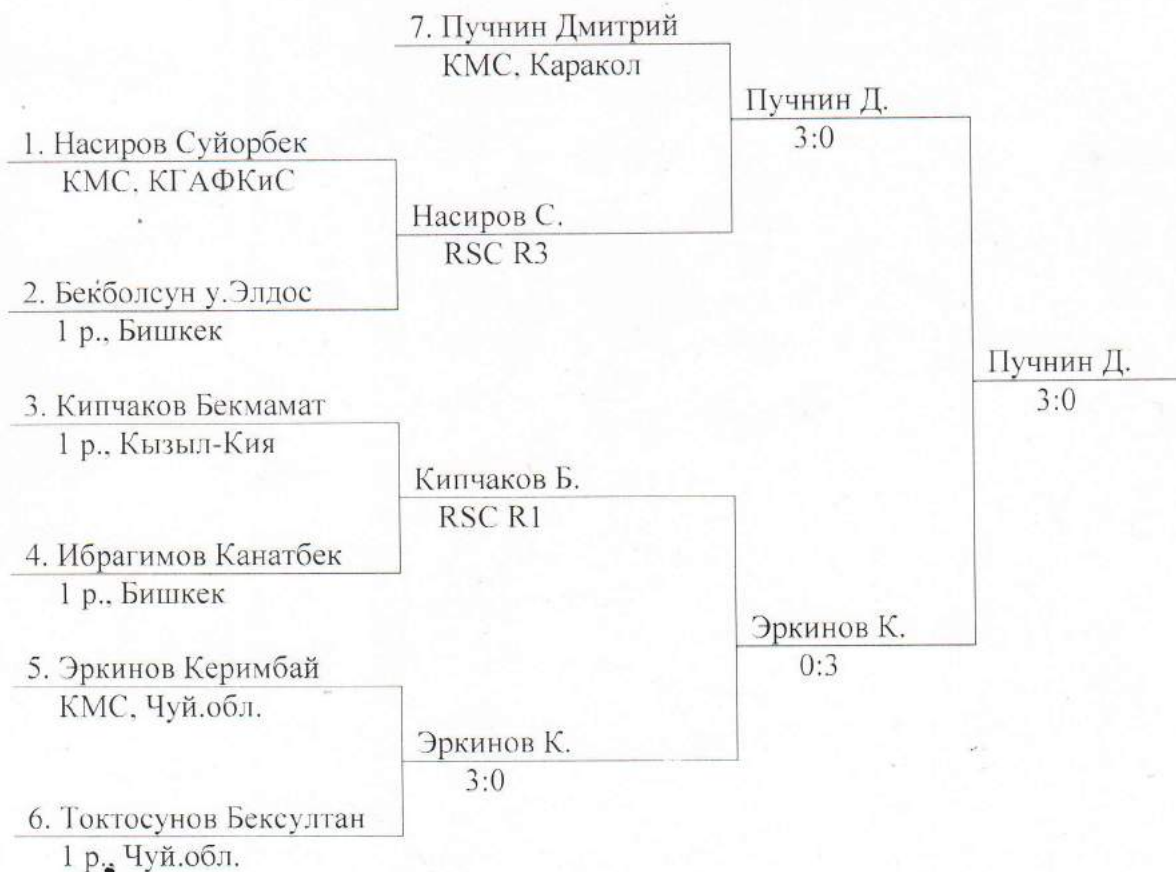 7. Пучнин Дмитрий
КМС, Каракол
Пучнин Д.
3:0
1. Насиров Суйорбек
КМС, КГАФКиС
Насиров С.
RSC R3
2. Бекболсун у.Элдос
1 р., Бишкек
Пучнин Д.
3:0
3. Кипчаков Бекмамат
1 р., Кызыл-Кия
Кипчаков Б.
RSC R1
4. Ибрагимов Канатбек
1 р., Бишкек
Эркинов К.
0:3
5. Эркинов Керимбай
КМС, Чуй.обл.
Эркинов К.
3:0
6. Токтосунов Бексултан
1 р., Чуй.обл.